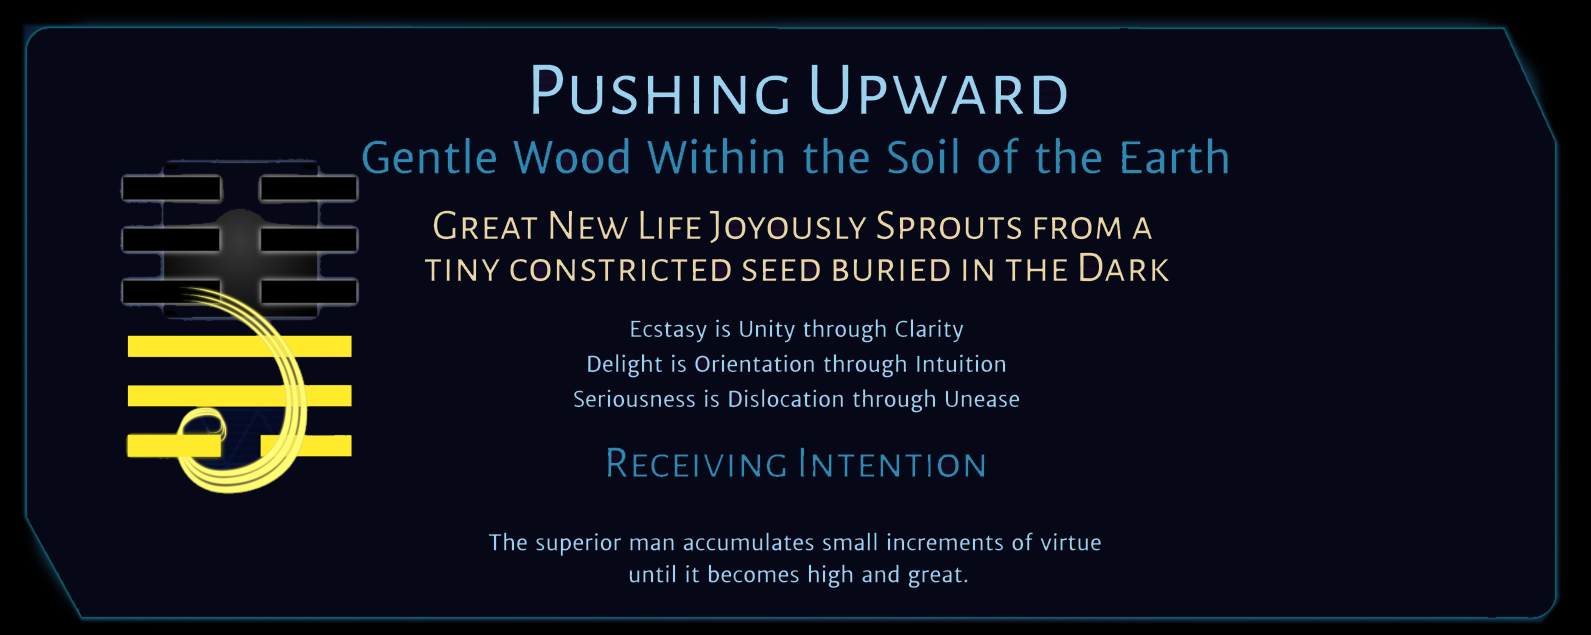 Pushing Upward
Gentle Wood Within the Soil of the Earth
Great New Life Joyously Sprouts from a
tiny constricted seed buried in the Dark
Ecstasy is Unity through Clarity
Delight is Orientation through Intuition
Seriousness is Dislocation through Unease
Receiving Intention
The superior man accumulates small increments of virtue
until it becomes high and great.